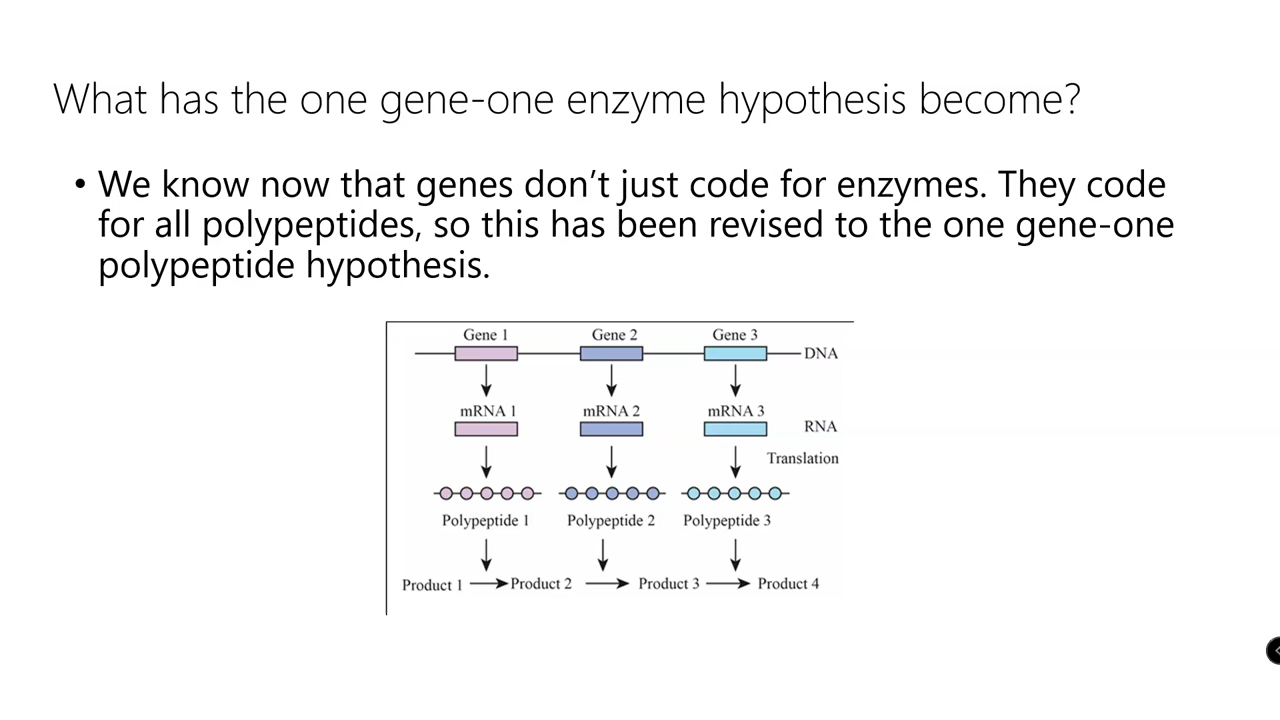 What has the one gene-one enzyme hypothesis become?
• We know now that genes don’t just code for enzymes. They code
for all polypeptides, so this has been revised to the one gene-one
polypeptide hypothesis.
Gene 1 Gene 2 Gene 3
DNA
mRNA 1 mRNA 2 mRNA 3
RNA
Translation
Polypeptide 1 Polypeptide 2 Polypeptide 3
Product 1 Product 2 Product 3 Product 4